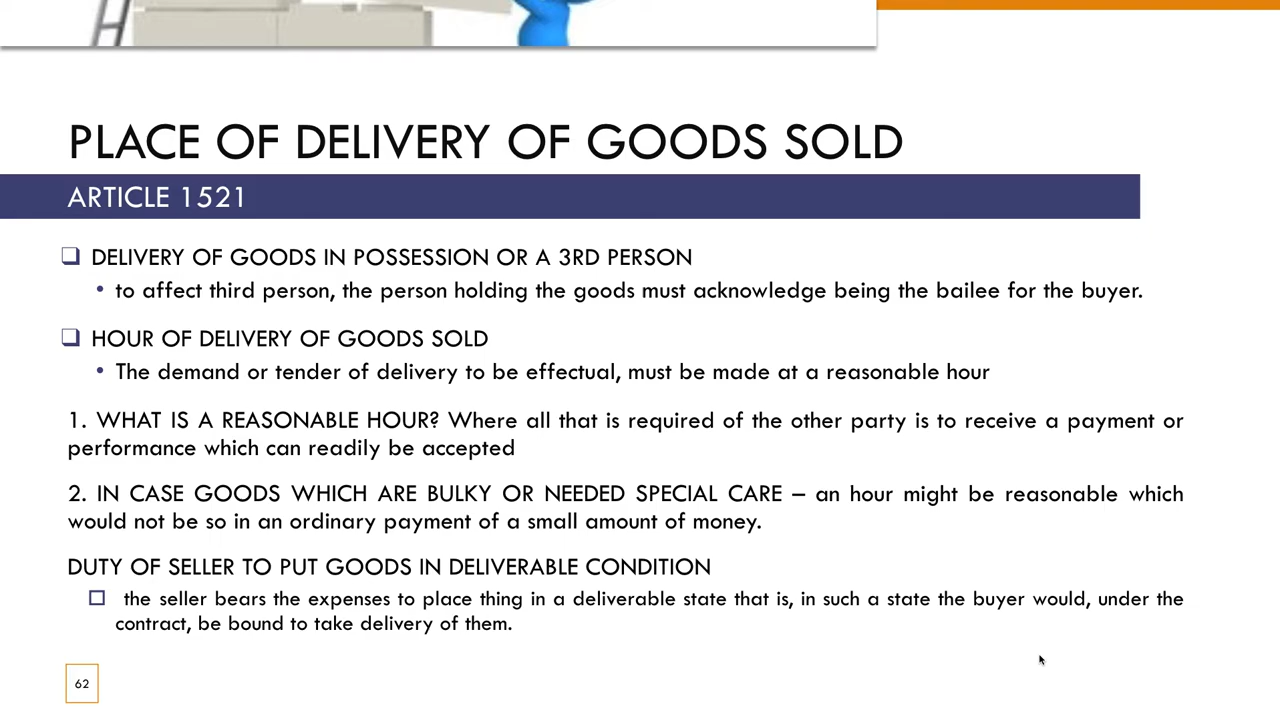 PLACE OF DELIVERY OF GOODS SOLD
ARTICLE 1521
❑ DELIVERY OF GOODS IN POSSESSION OR A 3RD PERSON
• to affect third person, the person holding the goods must acknowledge being the bailee for the buyer.
❑ HOUR OF DELIVERY OF GOODS SOLD
• The demand or tender of delivery to be effectual, must be made at a reasonable hour
1. WHAT IS A REASONABLE HOUR? Where all that is required of the other party is to receive a payment or
performance which can readily be accepted
2. IN CASE GOODS WHICH ARE BULKY OR NEEDED SPECIAL CARE – an hour might be reasonable which
would not be so in an ordinary payment of a small amount of money.
DUTY OF SELLER TO PUT GOODS IN DELIVERABLE CONDITION
☐ the seller bears the expenses to place thing in a deliverable state that is, in such a state the buyer would, under the
contract, be bound to take delivery of them.
62